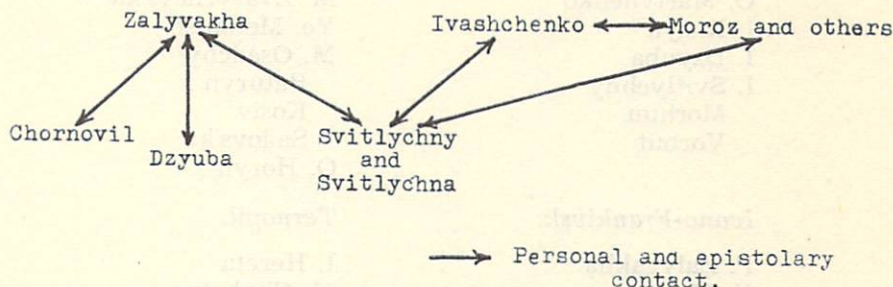 Zalyvakha
Ivashchenko
Moroz and others
Chornovil
Dzyuba
Svitlychny
and
Svitlychna
Personal and epistolary
contact.